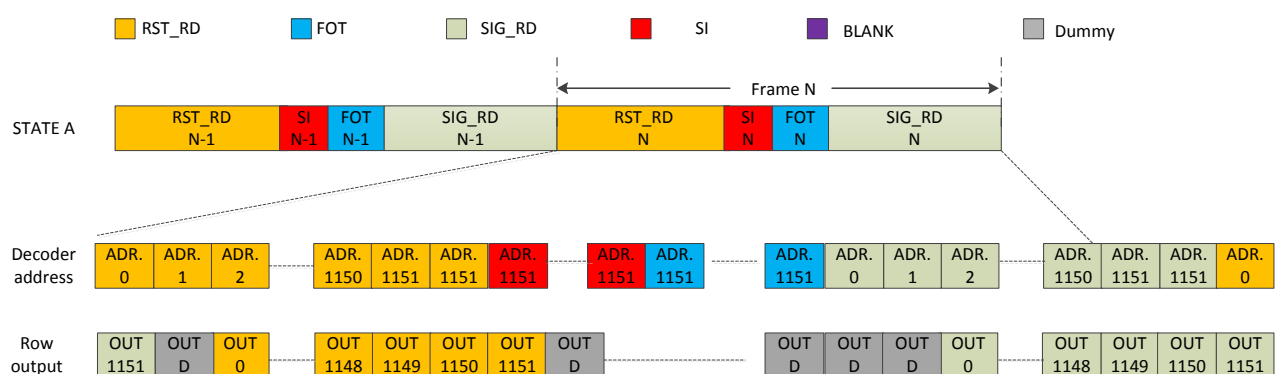 RST_RD FOT SIG_RD SI BLANK Dummy
Frame N
STATE A
RST_RD SI FOT SIG_RD RST_RD SI FOT SIG_RD
N-1 N-1 N-1 N-1 N N N N
Decoder ADR. ADR. ADR. ADR. ADR. ADR. ADR. ADR. ADR. ADR. ADR. ADR. ADR. ADR. ADR. ADR. ADR.
address 0 1 2 1150 1151 1151 1151 1151 1151 1151 0 1 2 1150 1151 1151 0
Row OUT OUT OUT OUT OUT OUT OUT OUT OUT OUT OUT OUT OUT OUT OUT OUT
output 1151 D 0 1148 1149 1150 1151 D D D D 0 1148 1149 1150 1151